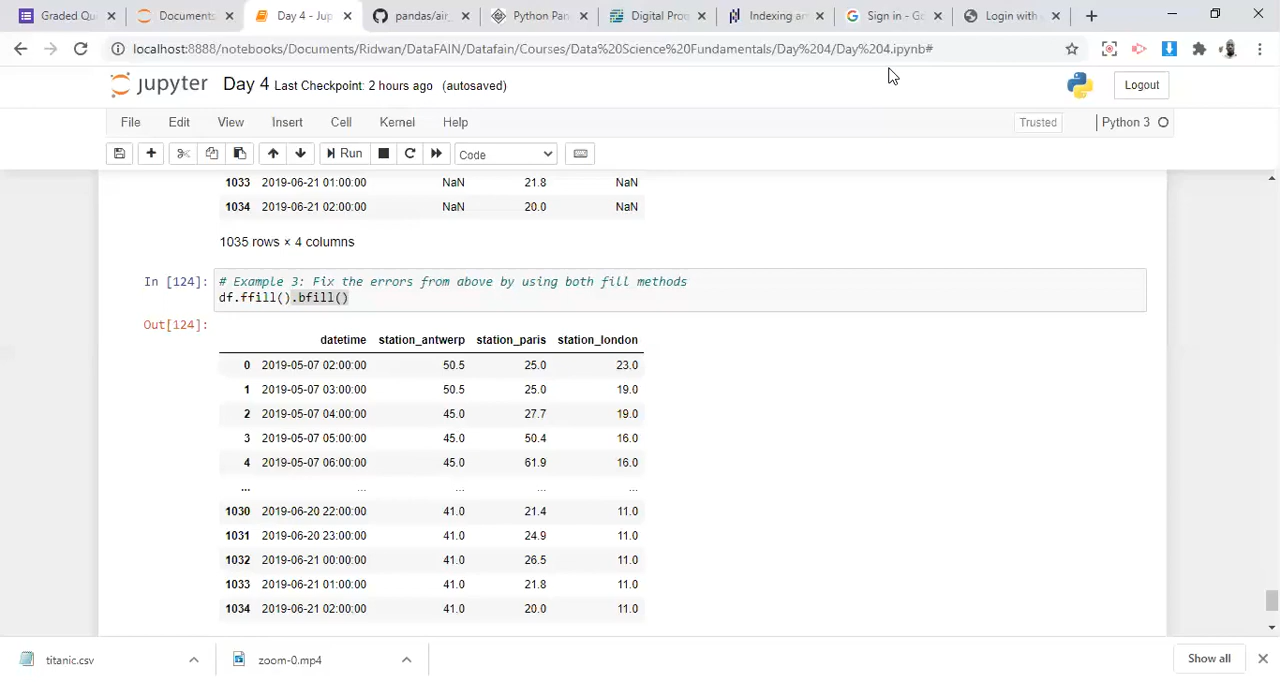 Graded Qu
Documents
Day 4 - Jup
pandas/air_
Python Pan
Digital Proc
Indexing an
Sign in - Go
Login with
localhost:8888/notebooks/Documents/Ridwan/DataFAIN/Datafain/Courses/Data%20Science%20Fundamentals/Day%204/Day%204.ipynb#
jupyter Day 4 Last Checkpoint: 2 hours ago (autosaved)
Logout
File Edit View Insert Cell Kernel Help
Trusted
Python 3
Run
Code
1033 2019-06-21 01:00:00 NaN 21.8 NaN
1034 2019-06-21 02:00:00 NaN 20.0 NaN
1035 rows × 4 columns
In [124]: # Example 3: Fix the errors from above by using both fill methods
df.ffill().bfill()
Out[124]:
datetime station_antwerp station_paris station_london
0 2019-05-07 02:00:00 50.5 25.0 23.0
1 2019-05-07 03:00:00 50.5 25.0 19.0
2 2019-05-07 04:00:00 45.0 27.7 19.0
3 2019-05-07 05:00:00 45.0 50.4 16.0
4 2019-05-07 06:00:00 45.0 61.9 16.0
... ... ... ... ...
1030 2019-06-20 22:00:00 41.0 21.4 11.0
1031 2019-06-20 23:00:00 41.0 24.9 11.0
1032 2019-06-21 00:00:00 41.0 26.5 11.0
1033 2019-06-21 01:00:00 41.0 21.8 11.0
1034 2019-06-21 02:00:00 41.0 20.0 11.0
titanic.csv
zoom-0.mp4
Show all